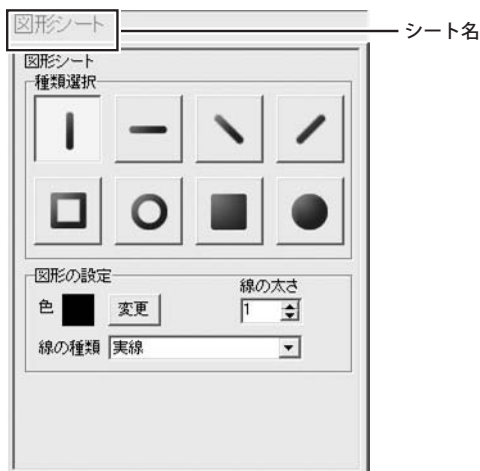 図形シート
シート名
図形シート
種類選択
図形の設定
線の太さ
色 変更 1
線の種類 実線